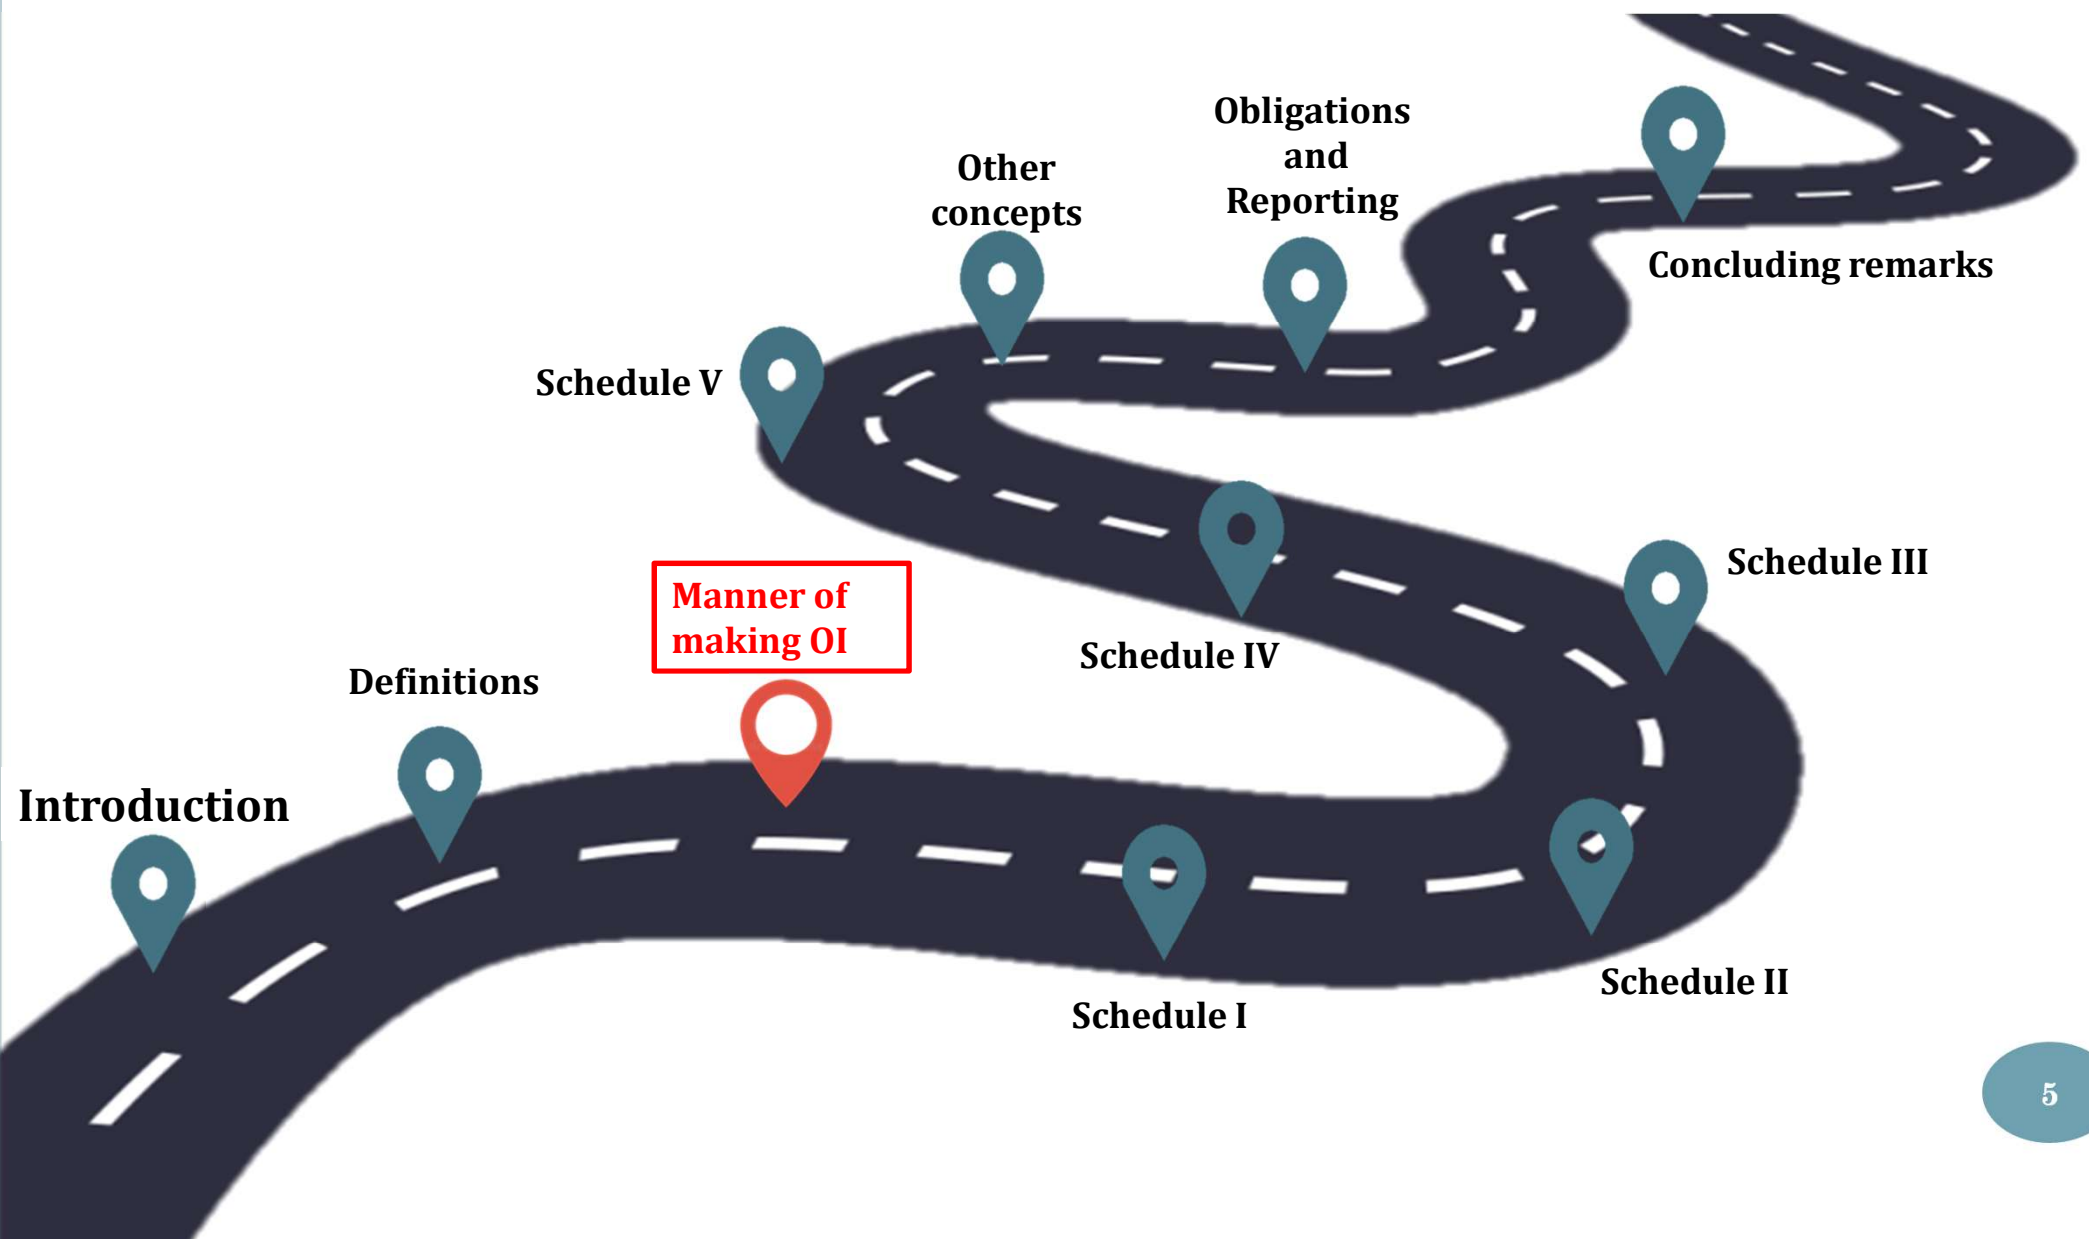 Introduction
Definitions
Manner of
making OI
Schedule I
Schedule II
Schedule III
Schedule IV
Schedule V
Other
concepts
Obligations
and
Reporting
Concluding remarks
5